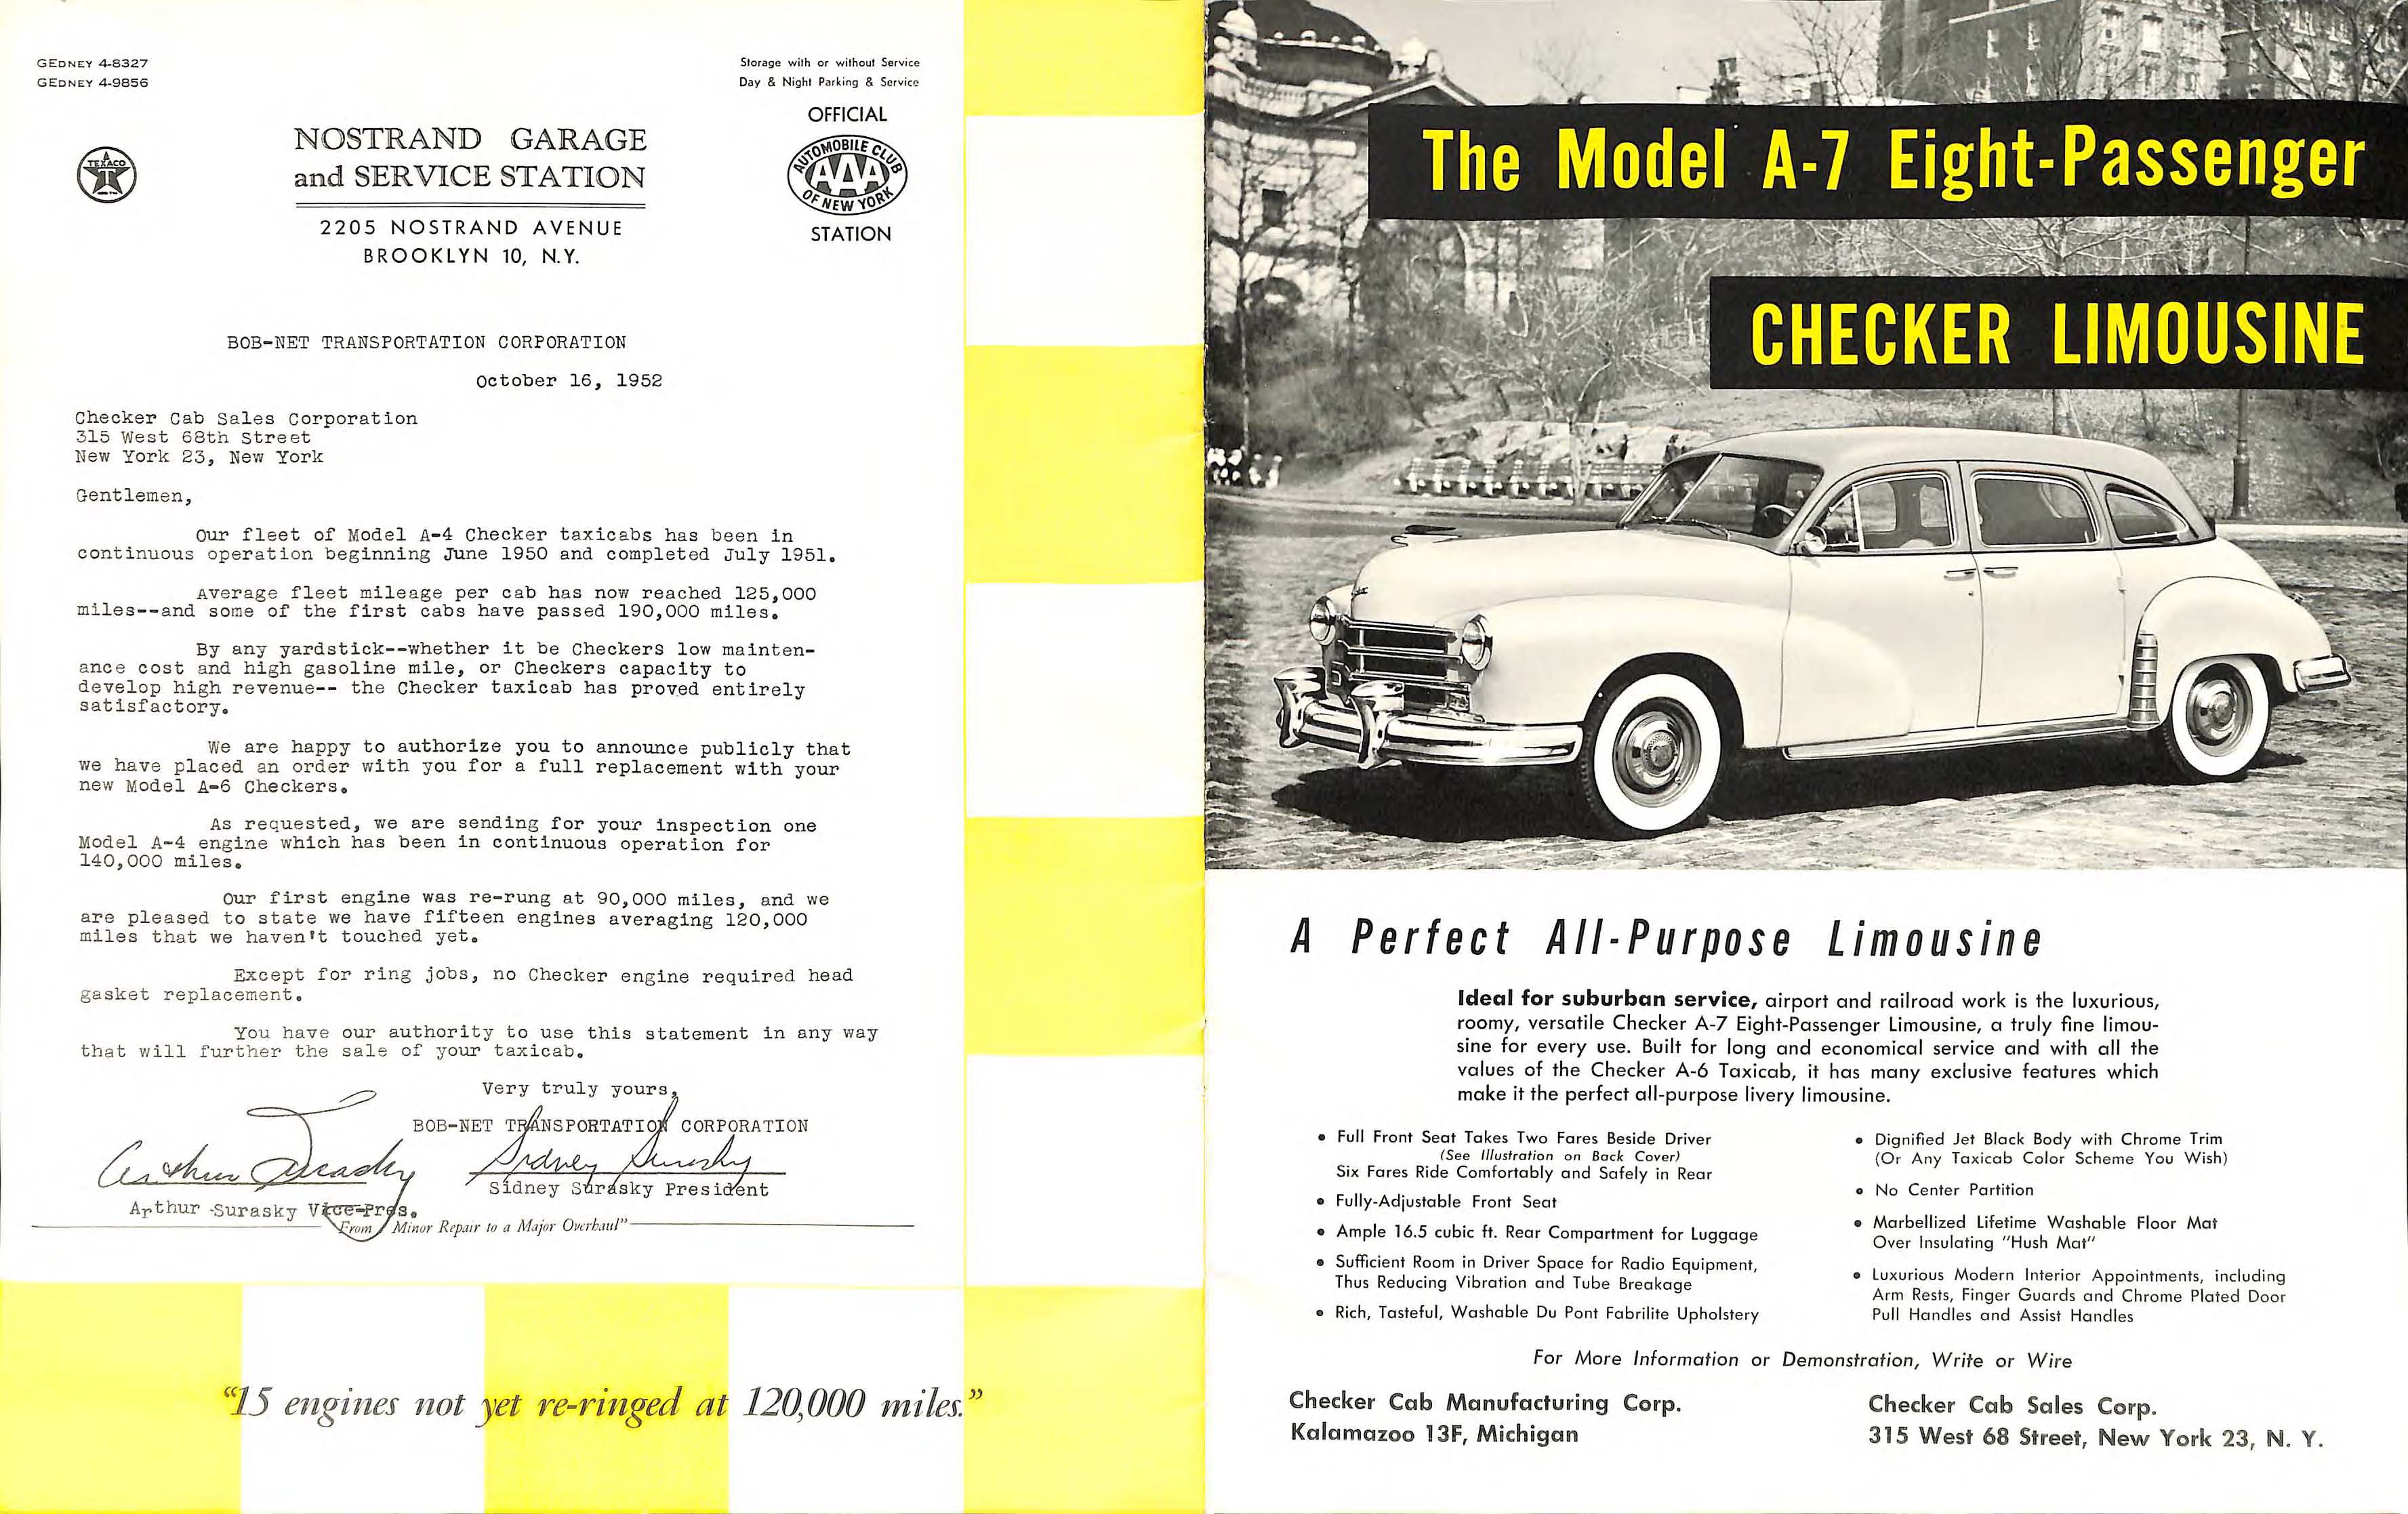 GEDNEY 4-8327
GEDNEY 4-9856
Storage with or without Service
Day & Night Parking & Service
TEXACO
T
NOSTRAND GARAGE
and SERVICE STATION
2205 NOSTRAND AVENUE
BROOKLYN 10, N.Y.
OFFICIAL
AUTOMOBILE CLUB
AAA
OF NEW YORK
STATION
BOB-NET TRANSPORTATION CORPORATION
October 16, 1952
Checker Cab Sales Corporation
315 West 68th Street
New York 23, New York
Gentlemen,
Our fleet of Model A-4 Checker taxicabs has been in
continuous operation beginning June 1950 and completed July 1951.
Average fleet mileage per cab has now reached 125,000
miles--and some of the first cabs have passed 190,000 miles.
By any yardstick--whether it be Checkers low mainten-
ance cost and high gasoline mile, or Checkers capacity to
develop high revenue-- the Checker taxicab has proved entirely
satisfactory.
We are happy to authorize you to announce publicly that
we have placed an order with you for a full replacement with your
new Model A-6 Checkers.
As requested, we are sending for your inspection one
Model A-4 engine which has been in continuous operation for
140,000 miles.
Our first engine was re-rung at 90,000 miles, and we
are pleased to state we have fifteen engines averaging 120,000
miles that we haven't touched yet.
Except for ring jobs, no Checker engine required head
gasket replacement.
You have our authority to use this statement in any way
that will further the sale of your taxicab.
Very truly yours,
BOB-NET TRANSPORTATION CORPORATION
Arthur Surasky
Sidney Surasky
Sidney Surasky President
Arthur Surasky Vice-Pres.
"From Minor Repair to a Major Overhaul"
"15 engines not yet re-ringed at 120,000 miles."
The Model A-7 Eight-Passenger
CHECKER LIMOUSINE
A Perfect All-Purpose Limousine
Ideal for suburban service, airport and railroad work is the luxurious,
roomy, versatile Checker A-7 Eight-Passenger Limousine, a truly fine limou-
sine for every use. Built for long and economical service and with all the
values of the Checker A-6 Taxicab, it has many exclusive features which
make it the perfect all-purpose livery limousine.
• Full Front Seat Takes Two Fares Beside Driver
(See Illustration on Back Cover)
Six Fares Ride Comfortably and Safely in Rear
• Fully-Adjustable Front Seat
• Ample 16.5 cubic ft. Rear Compartment for Luggage
• Sufficient Room in Driver Space for Radio Equipment,
Thus Reducing Vibration and Tube Breakage
• Rich, Tasteful, Washable Du Pont Fabrilite Upholstery
• Dignified Jet Black Body with Chrome Trim
(Or Any Taxicab Color Scheme You Wish)
• No Center Partition
• Marbellized Lifetime Washable Floor Mat
Over Insulating "Hush Mat"
• Luxurious Modern Interior Appointments, including
Arm Rests, Finger Guards and Chrome Plated Door
Pull Handles and Assist Handles
For More Information or Demonstration, Write or Wire
Checker Cab Manufacturing Corp.
Kalamazoo 13F, Michigan
Checker Cab Sales Corp.
315 West 68 Street, New York 23, N. Y.